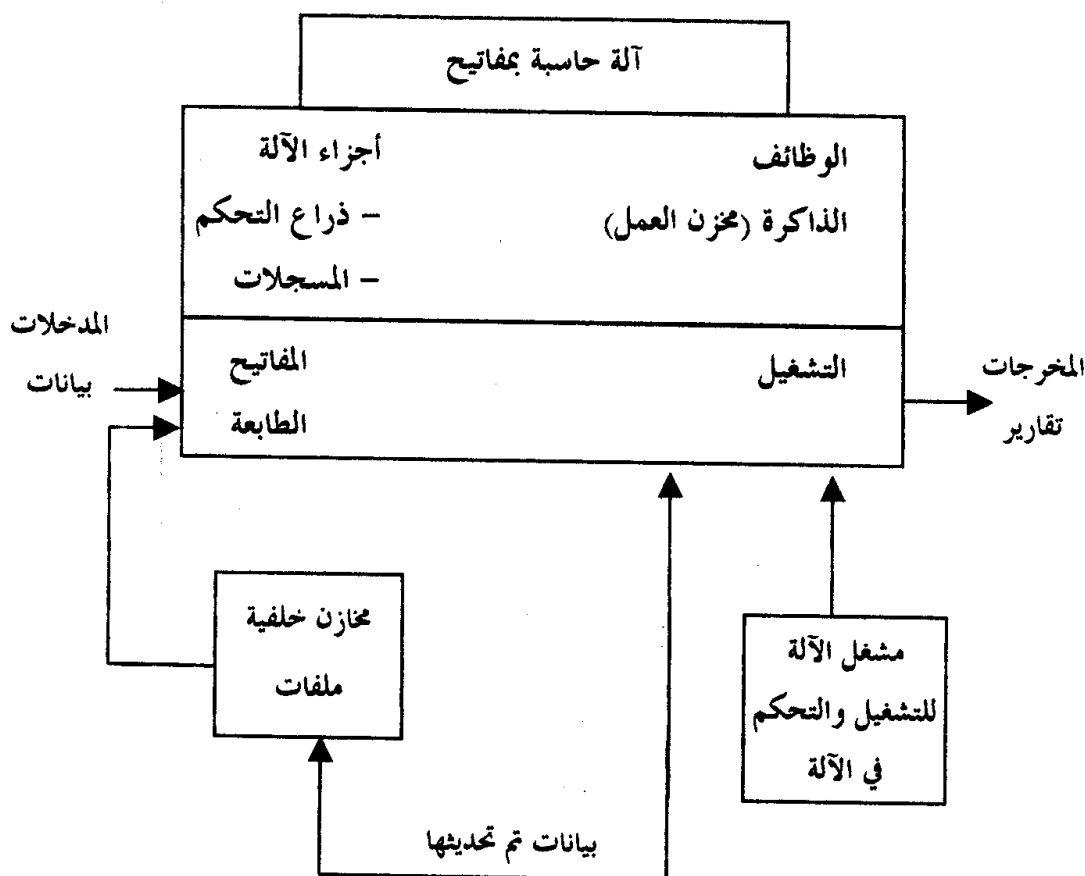 آلة حاسبة بمفاتيح
الوظائف
الذاكرة (مخزن العمل)
أجزاء الآلة
– ذراع التحكم
– المسجلات
التشغيل
المفاتيح
الطابعة
المدخلات
بيانات
المخرجات
تقارير
مخازن خلفية
ملفات
مشغل الآلة
للتشغيل والتحكم
في الآلة
بيانات تم تحديثها